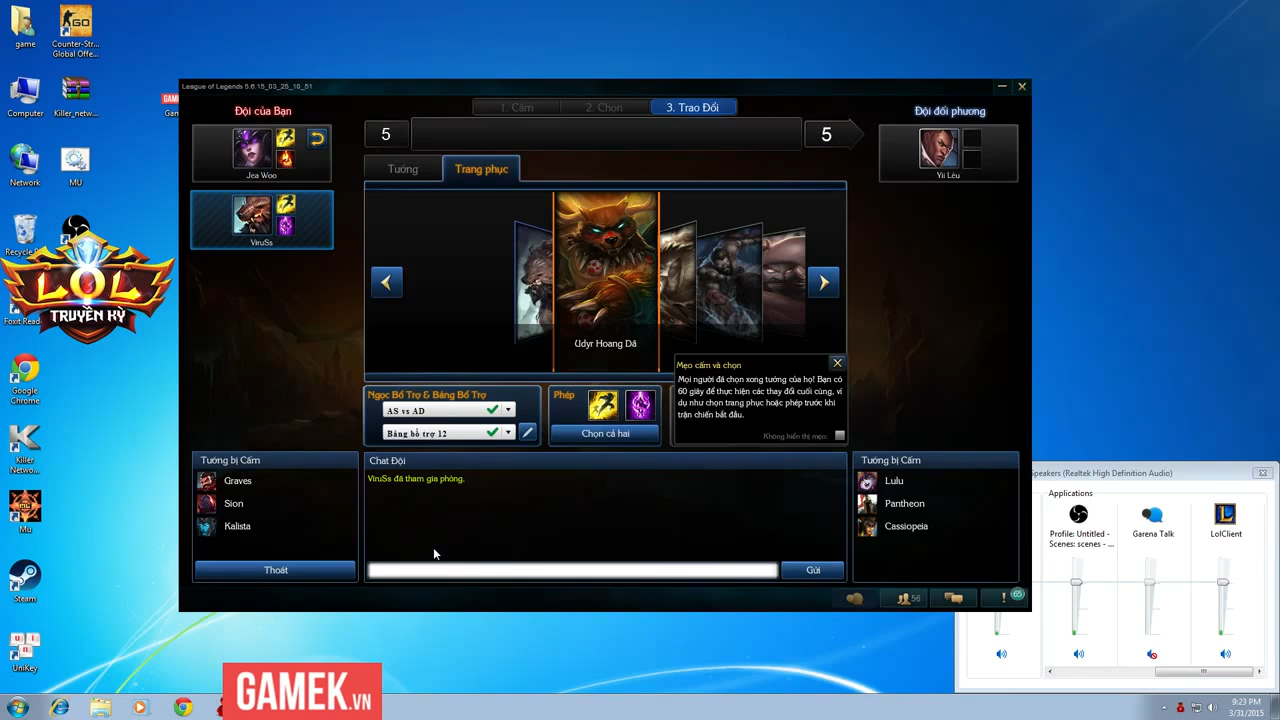 game
Counter-Str...
Global Offe...
Computer
Killer_netw...
Network
MU
Recycle
LOL
TRUYỀN KỲ
Foxit Read
Google
Chrome
Killer
Netwo...
Mu
Steam
UniKey
League of Legends 5.6.15_03_25_10_51
Đội của Bạn
1. Cấm
2. Chọn
3. Trao Đổi
Đội đối phương
5
5
Jea Woo
ViruSs
Yii Lêu
Tướng
Trang phục
Udyr Hoang Dã
Mẹo cấm và chọn
Mọi người đã chọn xong tướng của họ! Bạn có
60 giây để thực hiện các thay đổi cuối cùng, ví
dụ như chọn trang phục hoặc phép trước khi
trận chiến bắt đầu.
Không hiển thị mẹo:
Ngọc Bổ Trợ & Bảng Bổ Trợ
AS vs AD
Bảng bổ trợ 12
Phép
Chọn cả hai
Tướng bị Cấm
Graves
Sion
Kalista
Thoát
Chat Đội
ViruSs đã tham gia phòng.
Gửi
Tướng bị Cấm
Lulu
Pantheon
Cassiopeia
56
65
Speakers (Realtek High Definition Audio)
Applications
Profile: Untitled -
Scenes: scenes - ...
Garena Talk
LolClient
GAMEK.VN
9:23 PM
3/31/2015